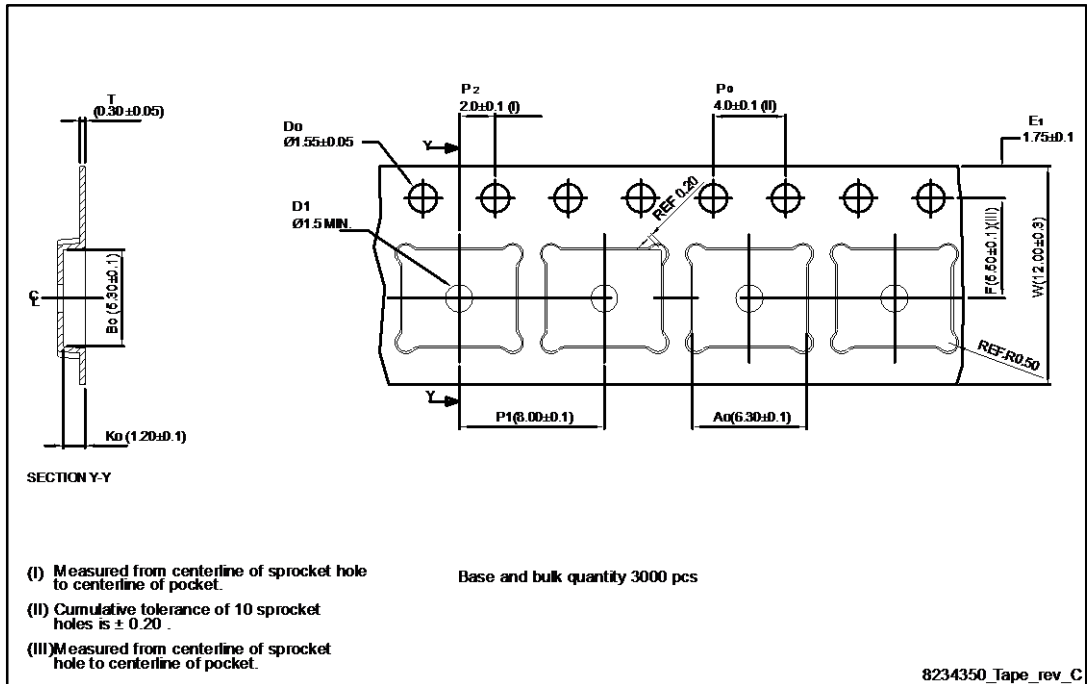 T
(0.30±0.05)
P2
2.0±0.1 (I)
P0
4.0±0.1 (II)
E1
1.75±0.1
Do
Ø1.55±0.05
Y
REF 0.20
D1
Ø1.5 MIN.
F(5.50±0.1)(III)
W(12.00±0.3)
Bo (5.30±0.1)
CL
REF.R0.50
Y
P1(8.00±0.1)
Ao(6.30±0.1)
Ko (1.20±0.1)
SECTION Y-Y
(I) Measured from centerline of sprocket hole
to centerline of pocket.
Base and bulk quantity 3000 pcs
(II) Cumulative tolerance of 10 sprocket
holes is ± 0.20 .
(III) Measured from centerline of sprocket
hole to centerline of pocket.
8234350_Tape_rev_C